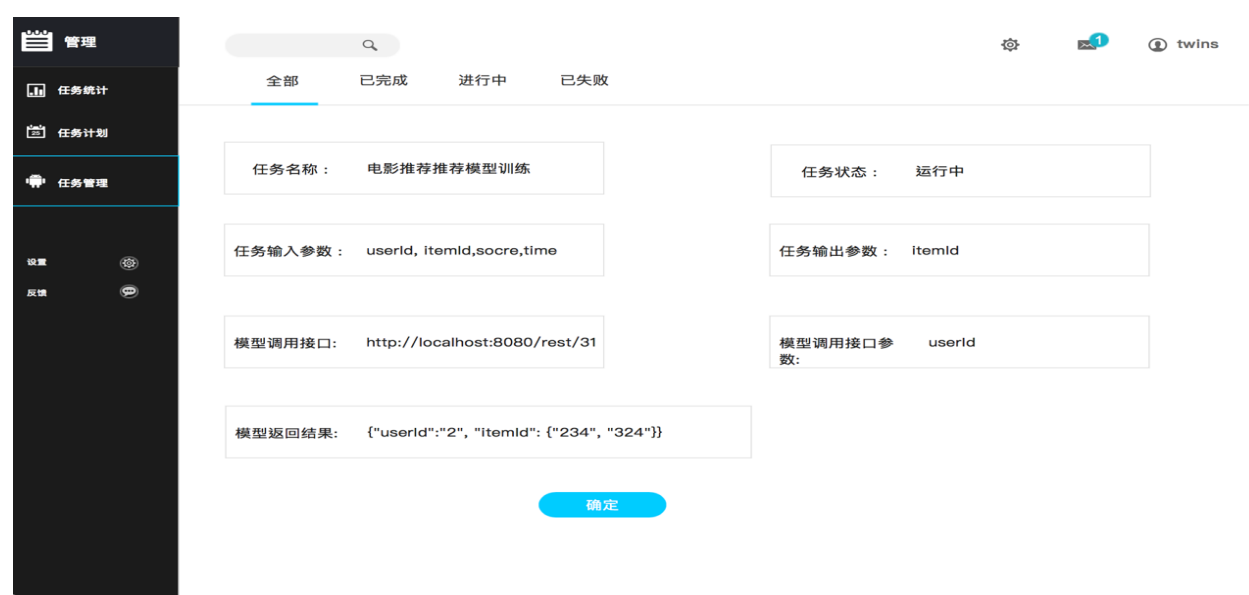 管理
1
twins
全部 已完成 进行中 已失败
任务统计
任务计划
25
任务管理
设置
反馈
任务名称： 电影推荐推荐模型训练
任务状态： 运行中
任务输入参数： userId, itemId,socre,time
任务输出参数： itemId
模型调用接口: http://localhost:8080/rest/31
模型调用接口参 userId
数:
模型返回结果: {"userId":"2", "itemId": {"234", "324"}}
确定